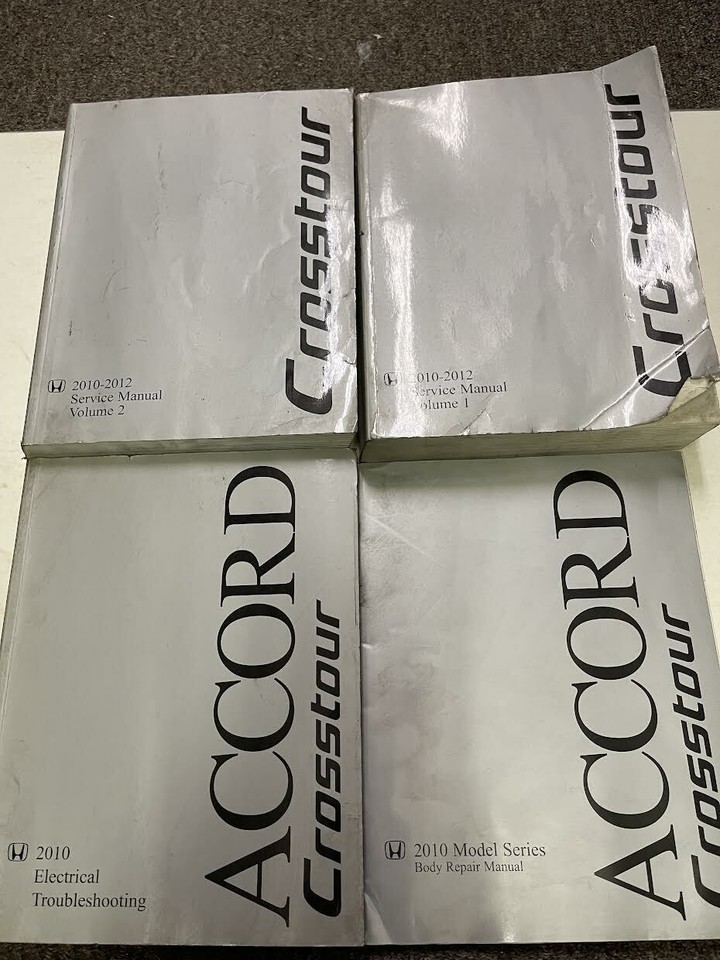 Crosstour
2010-2012
Service Manual
Volume 2
Crosstour
2010-2012
Service Manual
Volume 1
ACCORD
Crosstour
2010
Electrical
Troubleshooting
ACCORD
Crosstour
2010 Model Series
Body Repair Manual